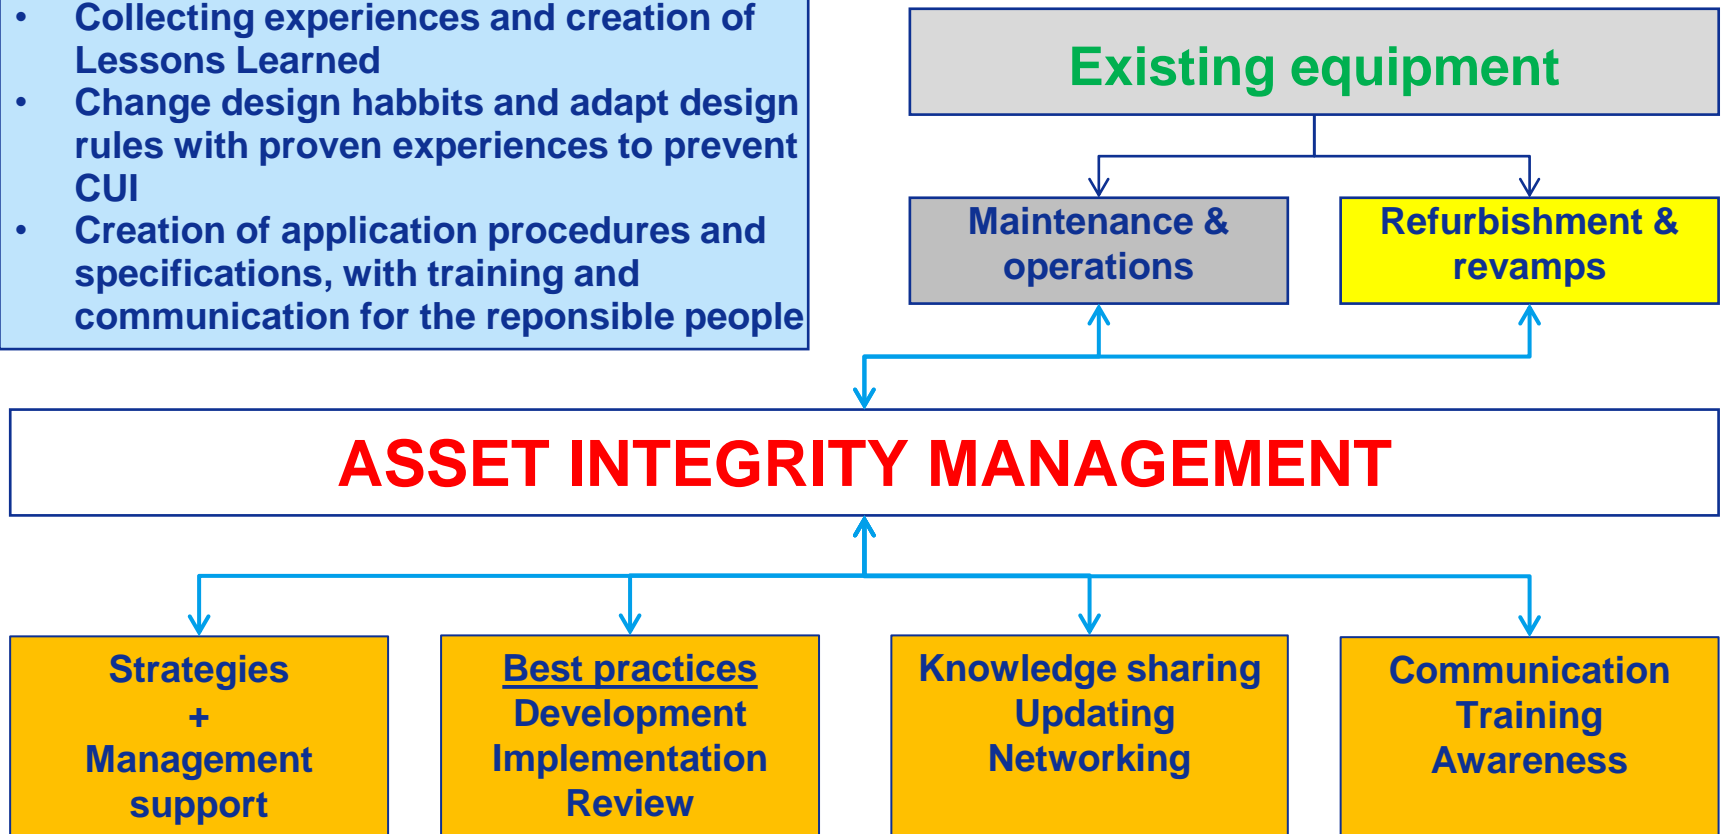 • Collecting experiences and creation of
Lessons Learned
• Change design habbits and adapt design
rules with proven experiences to prevent
CUI
• Creation of application procedures and
specifications, with training and
communication for the reponsible people
Existing equipment
Maintenance &
operations
Refurbishment &
revamps
ASSET INTEGRITY MANAGEMENT
Strategies
+
Management
support
Best practices
Development
Implementation
Review
Knowledge sharing
Updating
Networking
Communication
Training
Awareness